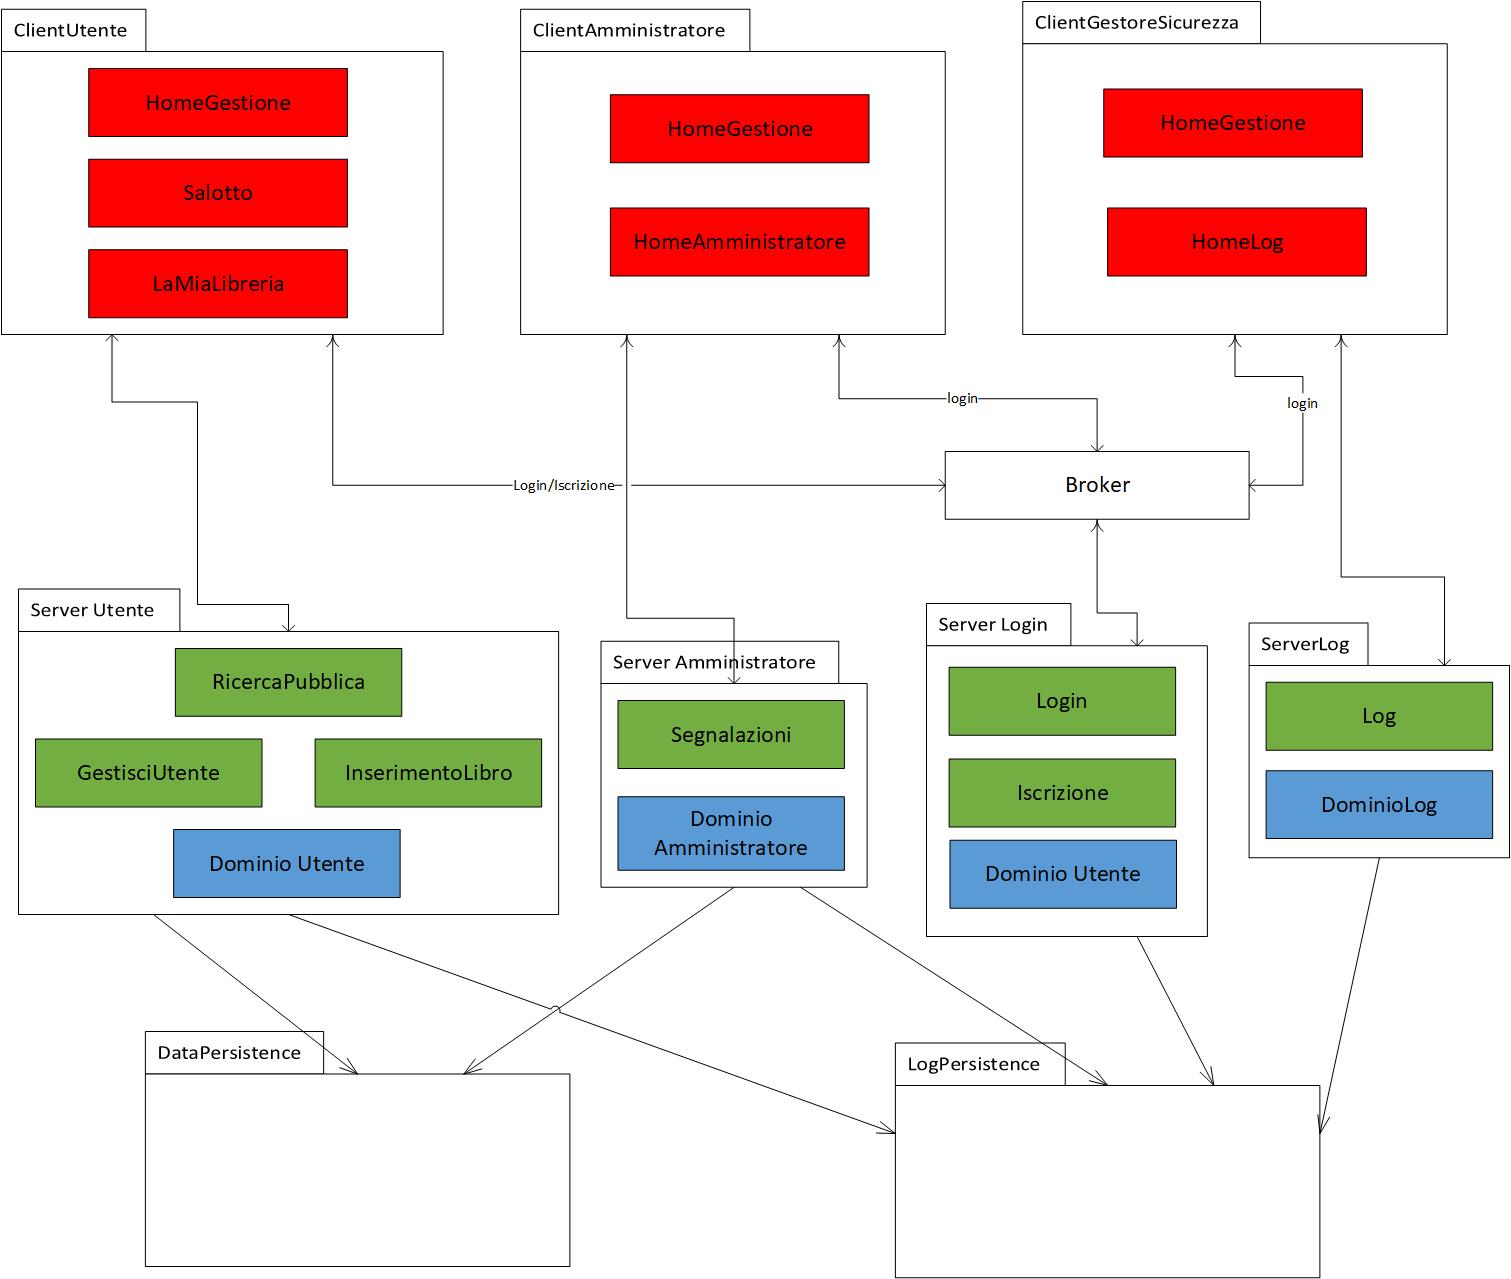 ClientUtente
HomeGestione
Salotto
LaMiaLibreria
ClientAmministratore
HomeGestione
HomeAmministratore
ClientGestoreSicurezza
HomeGestione
HomeLog
login
login
Login/Iscrizione
Broker
Server Utente
RicercaPubblica
GestisciUtente
InserimentoLibro
Dominio Utente
Server Amministratore
Segnalazioni
Dominio
Amministratore
Server Login
Login
Iscrizione
Dominio Utente
ServerLog
Log
DominioLog
DataPersistence
LogPersistence